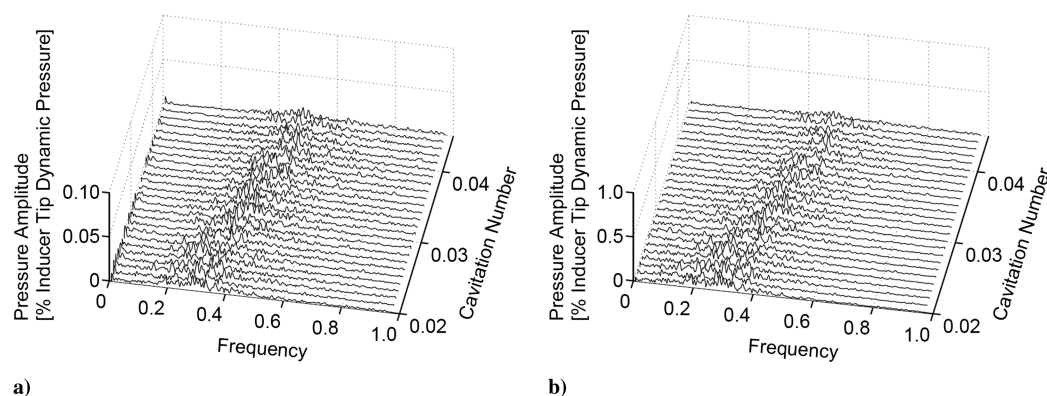 Pressure Amplitude
[% Inducer Tip Dynamic Pressure]
0.10
0.05
0
0
0.2
0.4
0.6
0.8
1.0
Frequency
0.02
0.03
0.04
Cavitation Number
a)
Pressure Amplitude
[% Inducer Tip Dynamic Pressure]
1.0
0.5
0
0
0.2
0.4
0.6
0.8
1.0
Frequency
0.02
0.03
0.04
Cavitation Number
b)